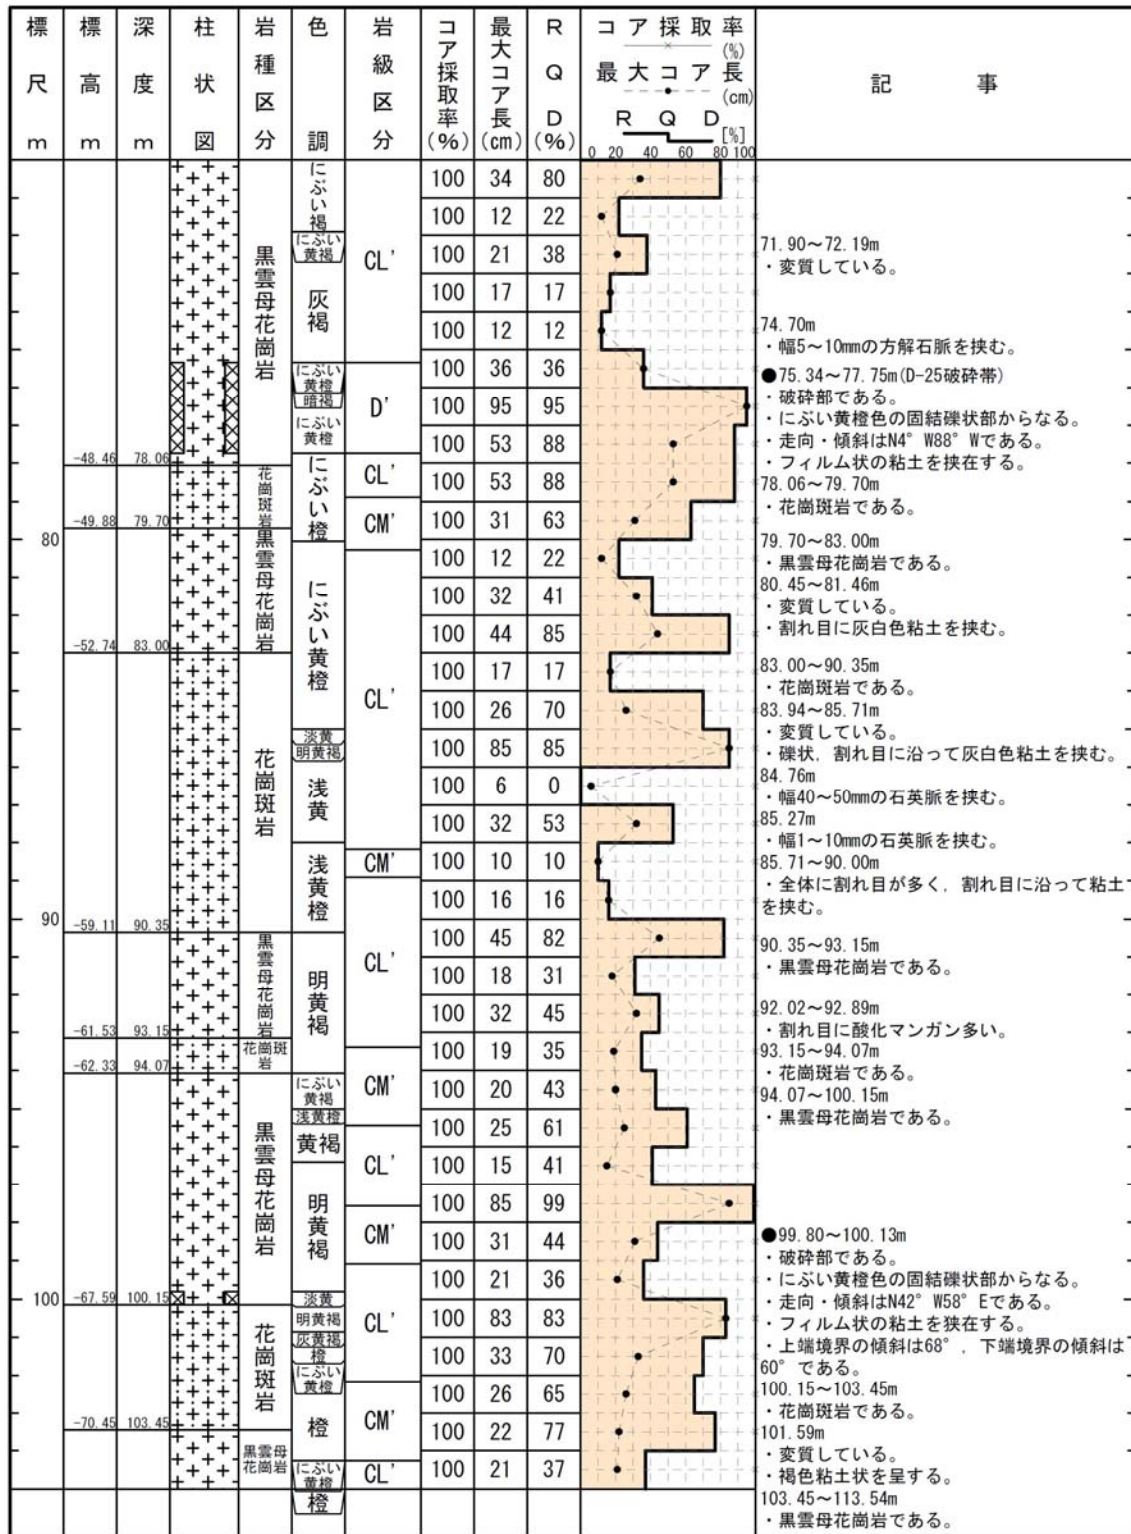 標尺m
標高m
深度m
柱状図
岩種区分
色調
岩級区分
コア採取率(%)
最大コア長(cm)
RQD(%)
コア採取率(%)
最大コア長(cm)
RQD[%]
0 20 40 60 80 100
記事
80
90
100
-48.46 78.06
-49.88 79.70
-52.74 83.00
-59.11 90.35
-61.53 93.15
-62.33 94.07
-67.59 100.15
-70.45 103.45
黒雲母花崗岩
花崗斑岩
黒雲母花崗岩
花崗斑岩
黒雲母花崗岩
花崗斑岩
黒雲母花崗岩
花崗斑岩
黒雲母花崗岩
にぶい褐
にぶい黄褐
灰褐
にぶい黄橙
暗褐
にぶい黄橙
にぶい橙
にぶい黄橙
淡黄
明黄褐
浅黄
浅黄橙
明黄褐
にぶい黄褐
浅黄橙
黄褐
明黄褐
淡黄
明黄褐
灰黄褐
橙
にぶい黄橙
橙
にぶい黄橙
橙
CL'
D'
CL'
CM'
CL'
CM'
CL'
CM'
CL'
CM'
CL'
CM'
CL'
100 34 80
100 12 22
100 21 38
100 17 17
100 12 12
100 36 36
100 95 95
100 53 88
100 53 88
100 31 63
100 12 22
100 32 41
100 44 85
100 17 17
100 26 70
100 85 85
100 6 0
100 32 53
100 10 10
100 16 16
100 45 82
100 18 31
100 32 45
100 19 35
100 20 43
100 25 61
100 15 41
100 85 99
100 31 44
100 21 36
100 83 83
100 33 70
100 26 65
100 22 77
100 21 37
71.90～72.19m
・変質している。
74.70m
・幅5～10mmの方解石脈を挟む。
●75.34～77.75m(D-25破砕帯)
・破砕部である。
・にぶい黄橙色の固結礫状部からなる。
・走向・傾斜はN4°W88°Wである。
・フィルム状の粘土を挟在する。
78.06～79.70m
・花崗斑岩である。
79.70～83.00m
・黒雲母花崗岩である。
80.45～81.46m
・変質している。
・割れ目に灰白色粘土を挟む。
83.00～90.35m
・花崗斑岩である。
83.94～85.71m
・変質している。
・礫状，割れ目に沿って灰白色粘土を挟む。
84.76m
・幅40～50mmの石英脈を挟む。
85.27m
・幅1～10mmの石英脈を挟む。
85.71～90.00m
・全体に割れ目が多く，割れ目に沿って粘土
を挟む。
90.35～93.15m
・黒雲母花崗岩である。
92.02～92.89m
・割れ目に酸化マンガン多い。
93.15～94.07m
・花崗斑岩である。
94.07～100.15m
・黒雲母花崗岩である。
●99.80～100.13m
・破砕部である。
・にぶい黄橙色の固結礫状部からなる。
・走向・傾斜はN42°W58°Eである。
・フィルム状の粘土を狭在する。
・上端境界の傾斜は68°，下端境界の傾斜は
60°である。
100.15～103.45m
・花崗斑岩である。
101.59m
・変質している。
・褐色粘土状を呈する。
103.45～113.54m
・黒雲母花崗岩である。